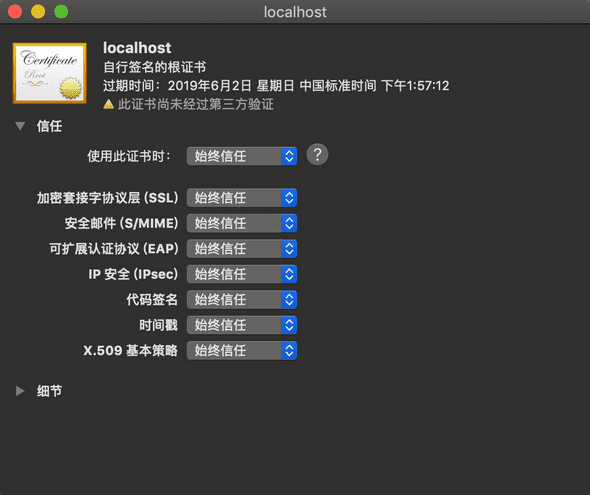 localhost
Certificate
Root
localhost
自行签名的根证书
过期时间：2019年6月2日 星期日 中国标准时间 下午1:57:12
此证书尚未经过第三方验证
信任
使用此证书时： 始终信任 ?
加密套接字协议层 (SSL) 始终信任
安全邮件 (S/MIME) 始终信任
可扩展认证协议 (EAP) 始终信任
IP 安全 (IPsec) 始终信任
代码签名 始终信任
时间戳 始终信任
X.509 基本策略 始终信任
细节